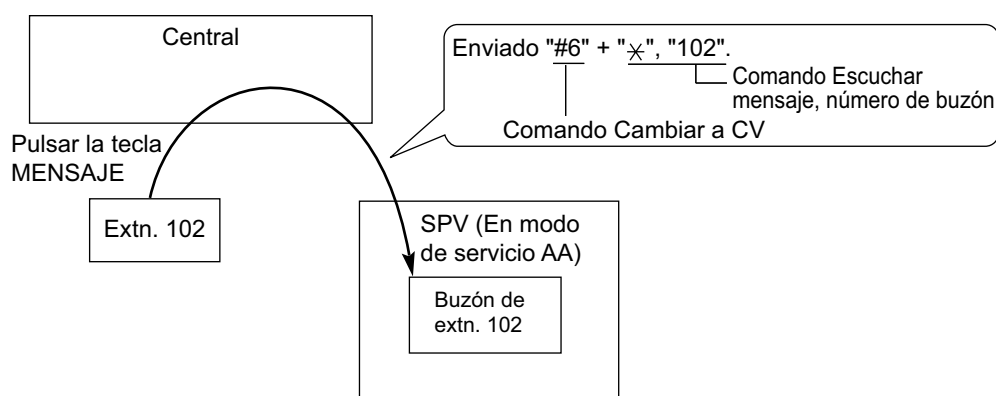 Central
Enviado "#6" + "✳", "102".
Comando Escuchar
mensaje, número de buzón
Comando Cambiar a CV
Pulsar la tecla
MENSAJE
Extn. 102
SPV (En modo
de servicio AA)
Buzón de
extn. 102